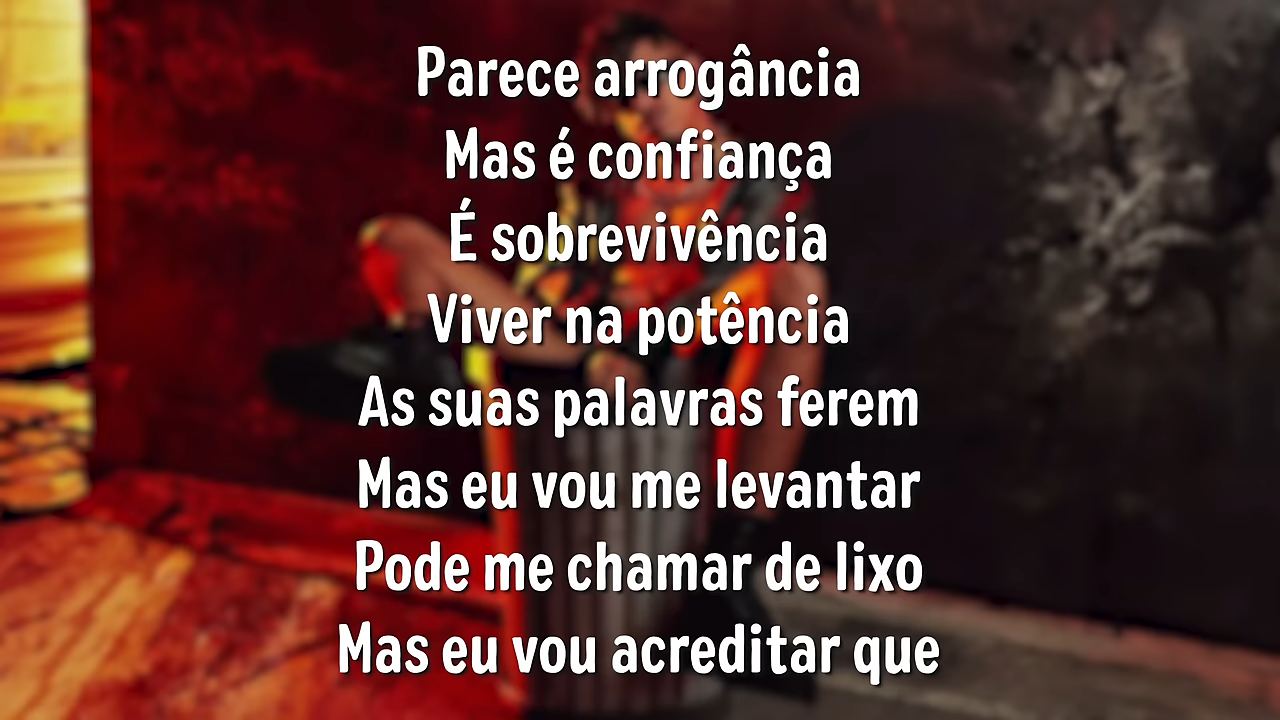 Parece arrogância
Mas é confiança
É sobrevivência
Viver na potência
As suas palavras ferem
Mas eu vou me levantar
Pode me chamar de lixo
Mas eu vou acreditar que